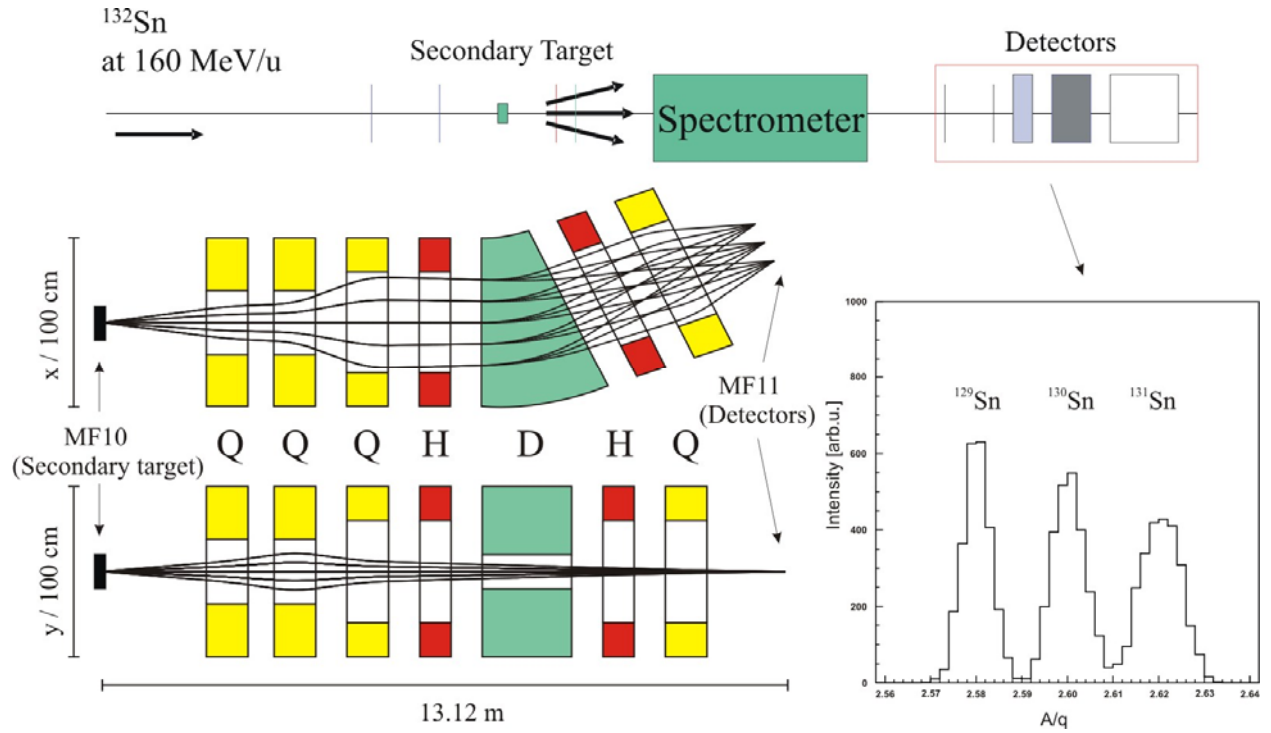 ¹³²Sn
at 160 MeV/u
Secondary Target
Detectors
Spectrometer
x / 100 cm
MF10
(Secondary target)
Q Q Q H D H Q
MF11
(Detectors)
y / 100 cm
13.12 m
1000
800
600
400
200
0
Intensity [arb.u.]
¹²⁹Sn ¹³⁰Sn ¹³¹Sn
2.56 2.57 2.58 2.59 2.60 2.61 2.62 2.63 2.64
A/q